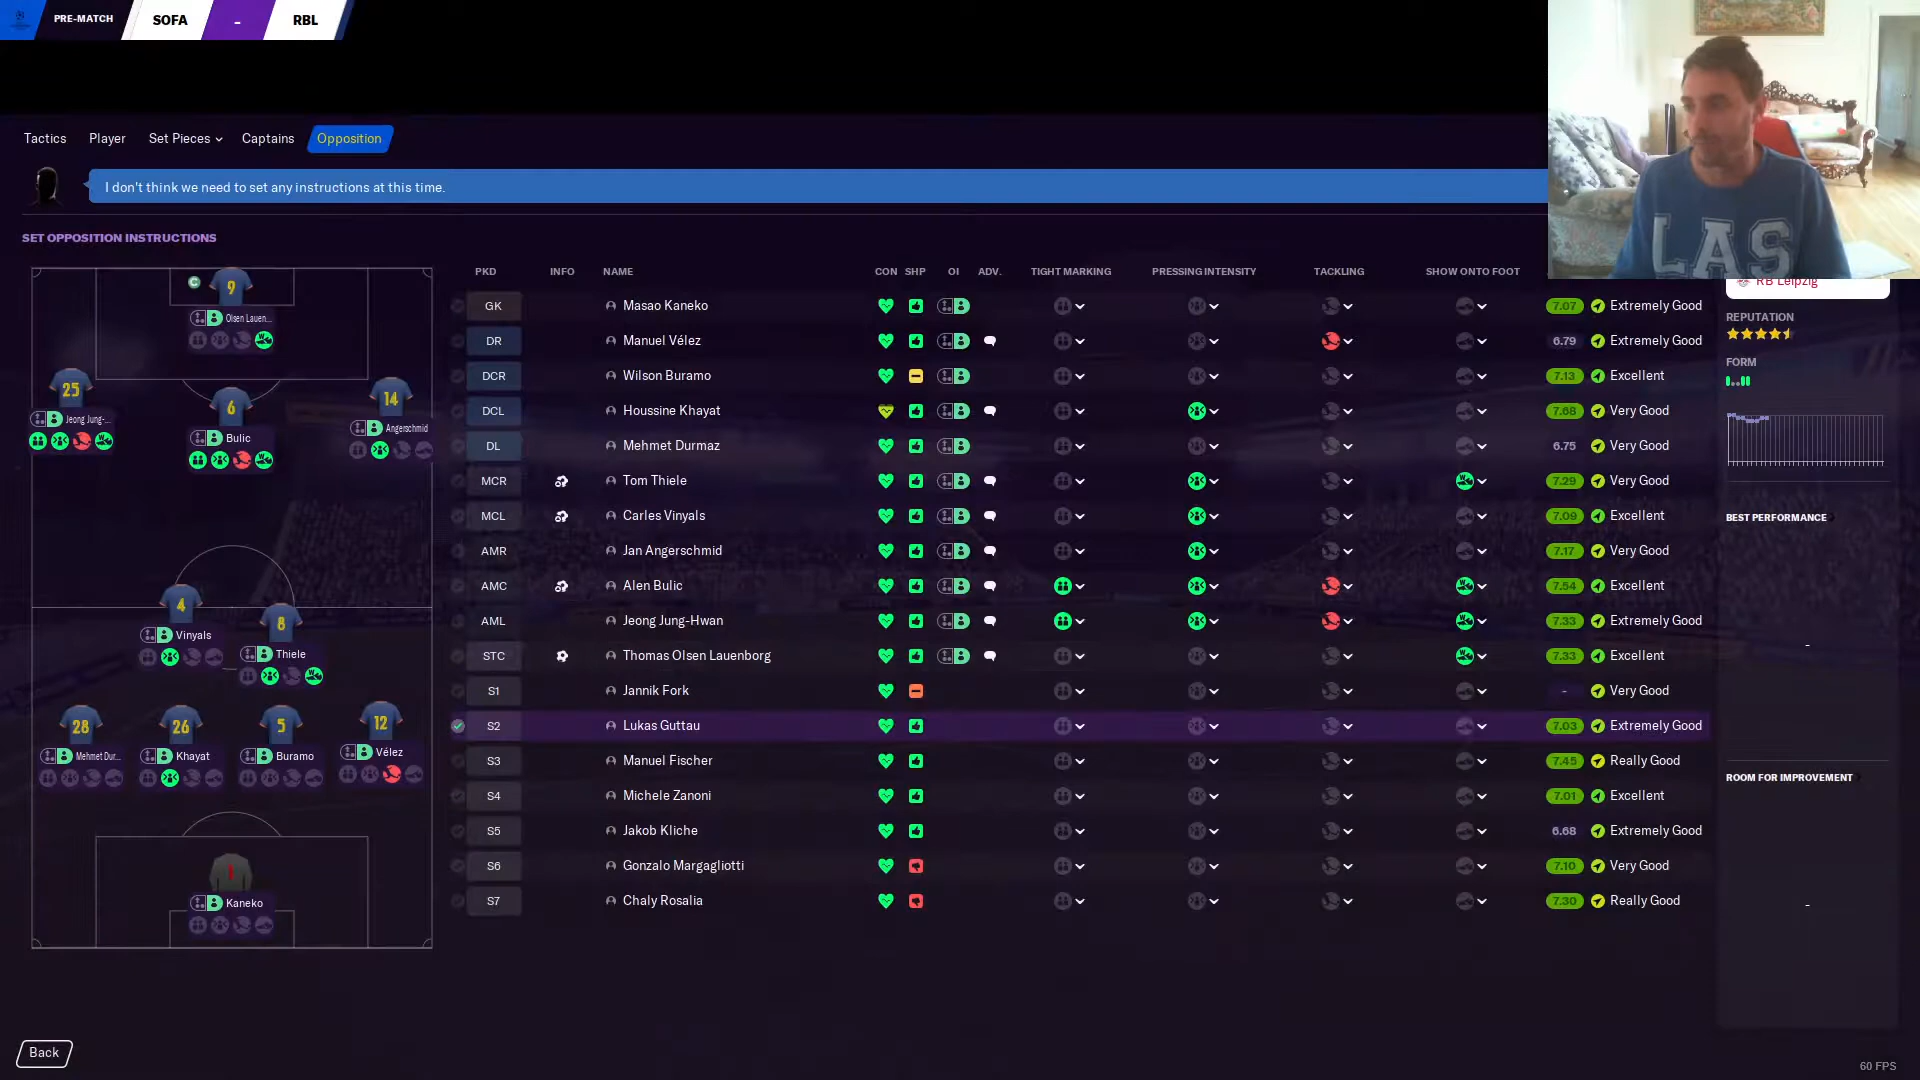 PRE-MATCH SOFA - RBL
Tactics Player Set Pieces Captains Opposition
I don't think we need to set any instructions at this time.
LAS
SET OPPOSITION INSTRUCTIONS
PKD INFO NAME CON SHP OI ADV. TIGHT MARKING PRESSING INTENSITY TACKLING SHOW ONTO FOOT
GK Masao Kaneko 7.07 Extremely Good
DR Manuel Vélez 6.79 Extremely Good
DCR Wilson Buramo 7.13 Excellent
DCL Houssine Khayat 7.68 Very Good
DL Mehmet Durmaz 6.75 Very Good
MCR Tom Thiele 7.29 Very Good
MCL Carles Vinyals 7.09 Excellent
AMR Jan Angerschmid 7.17 Very Good
AMC Alen Bulic 7.54 Excellent
AML Jeong Jung-Hwan 7.33 Extremely Good
STC Thomas Olsen Lauenborg 7.33 Excellent
S1 Jannik Fork - Very Good
S2 Lukas Guttau 7.03 Extremely Good
S3 Manuel Fischer 7.45 Really Good
S4 Michele Zanoni 7.01 Excellent
S5 Jakob Kliche 6.68 Extremely Good
S6 Gonzalo Margagliotti 7.10 Very Good
S7 Chaly Rosalia 7.30 Really Good
C 9
Olsen Lauen...
25
Jeong Jung-...
6
Bulic
14
Angerschmid
4
Vinyals
8
Thiele
28
Mehmet Dur...
26
Khayat
5
Buramo
12
Vélez
1
Kaneko
RB Leipzig
REPUTATION
FORM
BEST PERFORMANCE
-
ROOM FOR IMPROVEMENT
-
Back
60 FPS